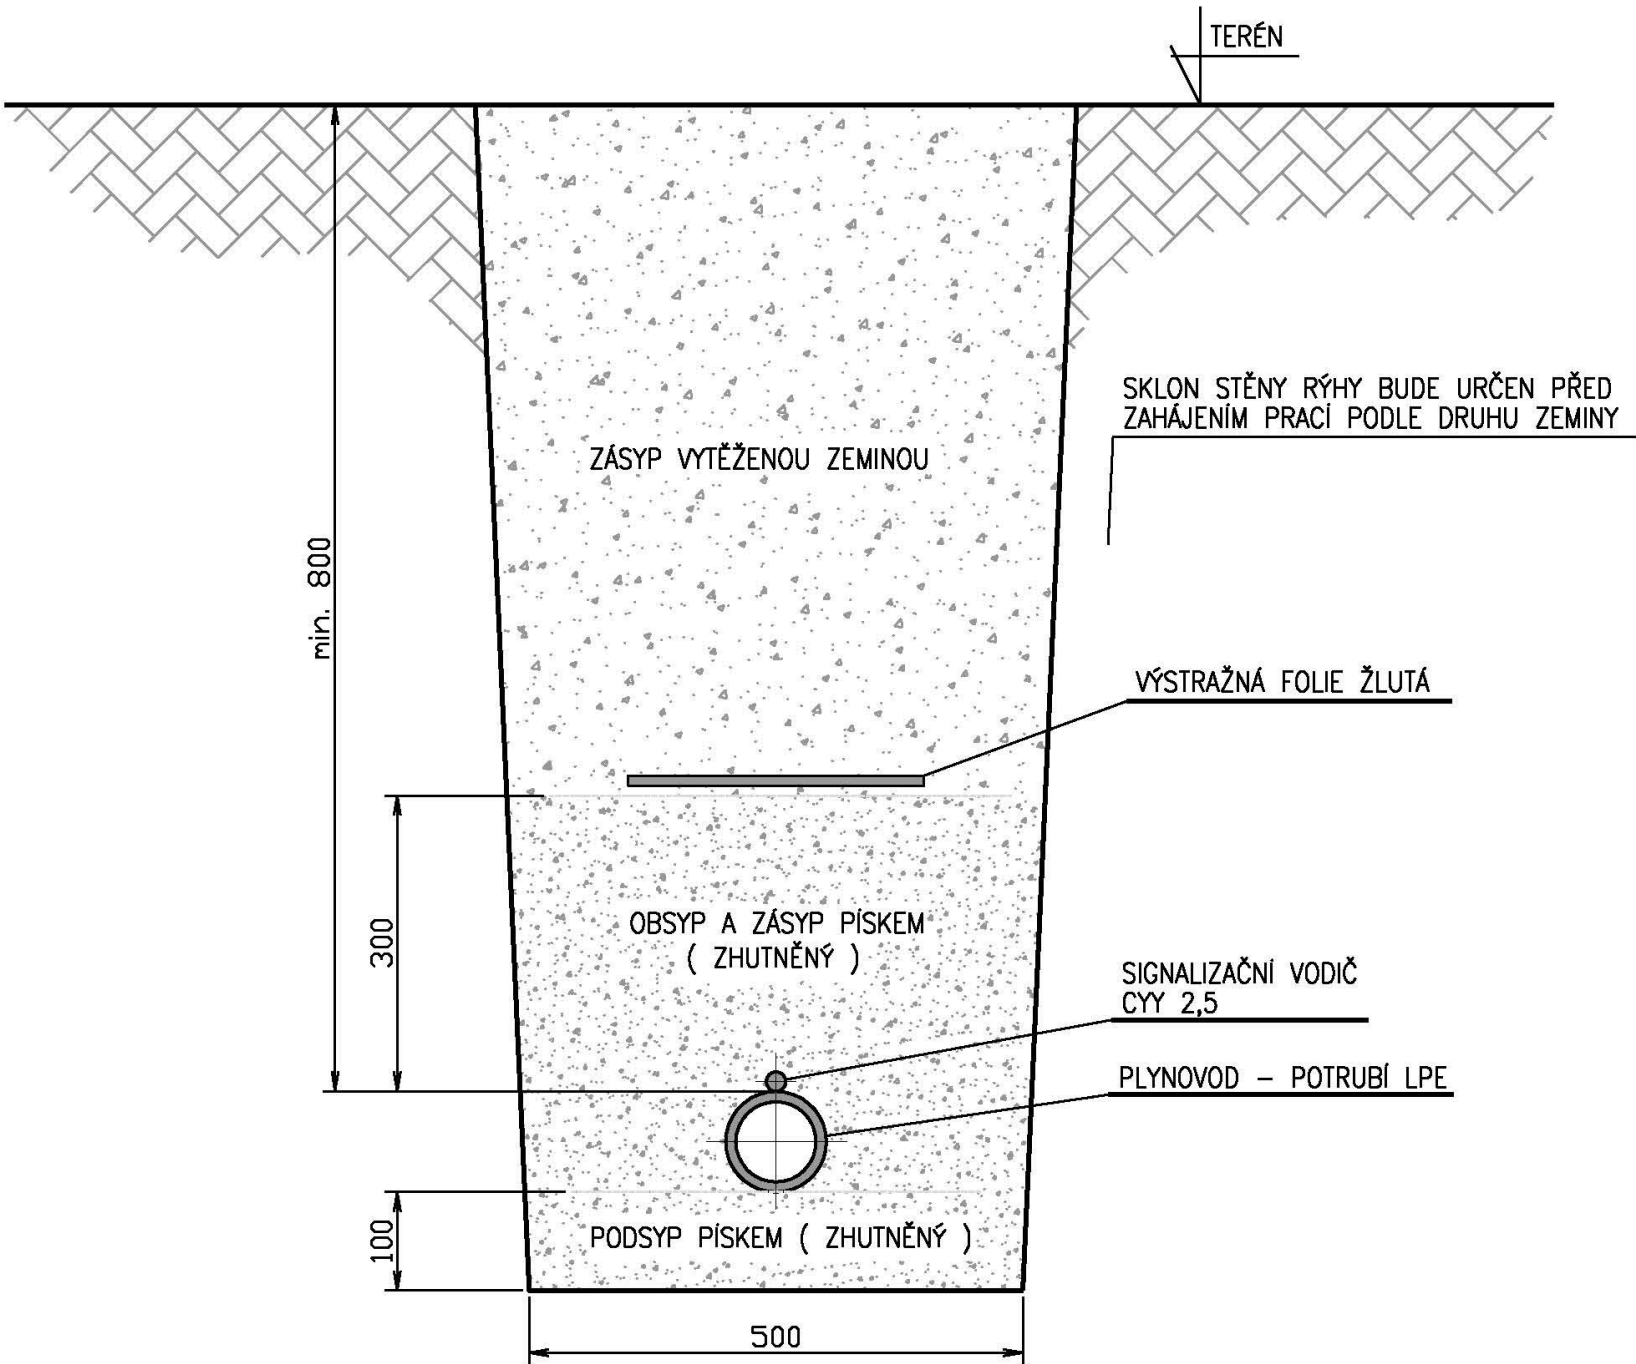 TERÉN
SKLON STĚNY RÝHY BUDE URČEN PŘED
ZAHÁJENÍM PRACÍ PODLE DRUHU ZEMINY
ZÁSYP VYTĚŽENOU ZEMINOU
min. 800
VÝSTRAŽNÁ FOLIE ŽLUTÁ
300
OBSYP A ZÁSYP PÍSKEM
( ZHUTNĚNÝ )
SIGNALIZAČNÍ VODIČ
CYY 2,5
PLYNOVOD – POTRUBÍ LPE
100
PODSYP PÍSKEM ( ZHUTNĚNÝ )
500